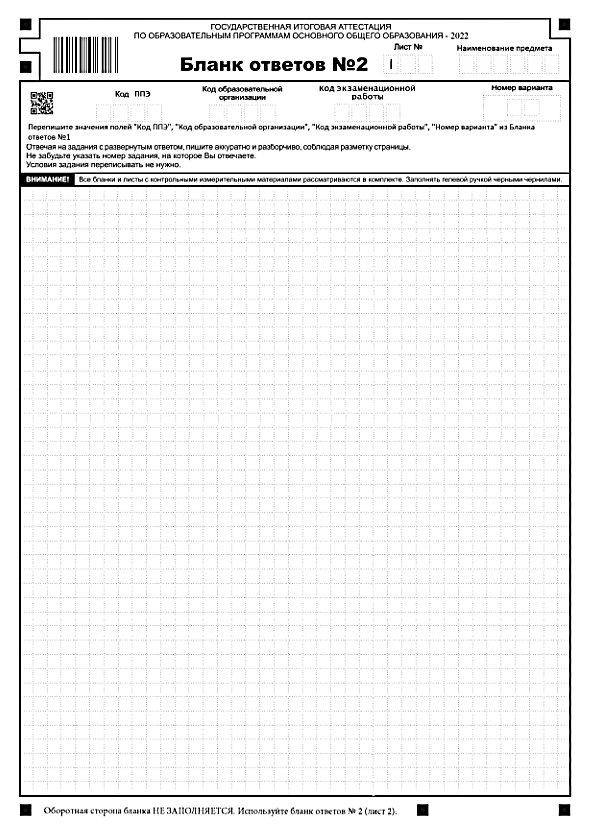 ГОСУДАРСТВЕННАЯ ИТОГОВАЯ АТТЕСТАЦИЯ
ПО ОБРАЗОВАТЕЛЬНЫМ ПРОГРАММАМ ОСНОВНОГО ОБЩЕГО ОБРАЗОВАНИЯ - 2022
Бланк ответов №2
Лист №
1
Наименование предмета
Код ППЭ
Код образовательной
организации
Код экзаменационной
работы
Номер варианта
Перепишите значения полей "Код ППЭ", "Код образовательной организации", "Код экзаменационной работы", "Номер варианта" из Бланка
ответов №1
Отвечая на задания с развернутым ответом, пишите аккуратно и разборчиво, соблюдая разметку страницы.
Не забудьте указать номер задания, на которое Вы отвечаете.
Условия задания переписывать не нужно.
ВНИМАНИЕ! Все бланки и листы с контрольными измерительными материалами рассматриваются в комплекте. Заполнять гелевой ручкой черными чернилами.
Оборотная сторона бланка НЕ ЗАПОЛНЯЕТСЯ. Используйте бланк ответов № 2 (лист 2).